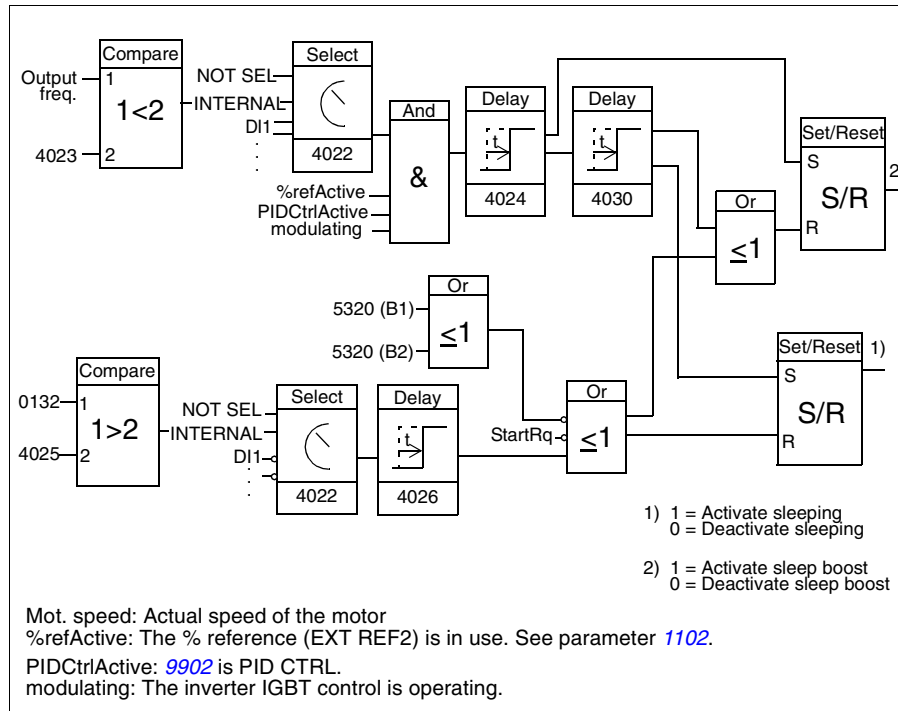 Compare
Output
freq.
1
1<2
4023
2
Select
NOT SEL
INTERNAL
DI1
.
.
.
4022
And
&
%refActive
PIDCtrlActive
modulating
Delay
t
4024
Delay
t
4030
Set/Reset
S
2)
S/R
R
Or
≤1
Or
5320 (B1)
≤1
5320 (B2)
Compare
0132
1
1>2
4025
2
Select
NOT SEL
INTERNAL
DI1
.
.
.
4022
Delay
t
4026
Or
StartRq
≤1
Set/Reset
1)
S
S/R
R
1) 1 = Activate sleeping
0 = Deactivate sleeping
2) 1 = Activate sleep boost
0 = Deactivate sleep boost
Mot. speed: Actual speed of the motor
%refActive: The % reference (EXT REF2) is in use. See parameter 1102.
PIDCtrlActive: 9902 is PID CTRL.
modulating: The inverter IGBT control is operating.